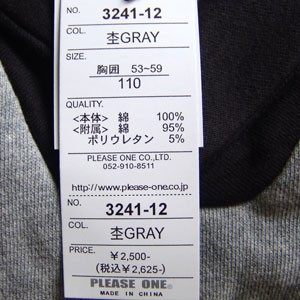 NO. 3241-12
COL. 杢GRAY
SIZE.
胸囲 53~59
110
QUALITY.
<本体> 綿 100%
<附属> 綿 95%
ポリウレタン 5%
PLEASE ONE CO.,LTD.
052-910-8511
http://www.please-one.co.jp
NO. 3241-12
COL. 杢GRAY
PRICE.
¥2,500-
(税込¥2,625-)
PLEASE ONE®
MADE IN CHINA